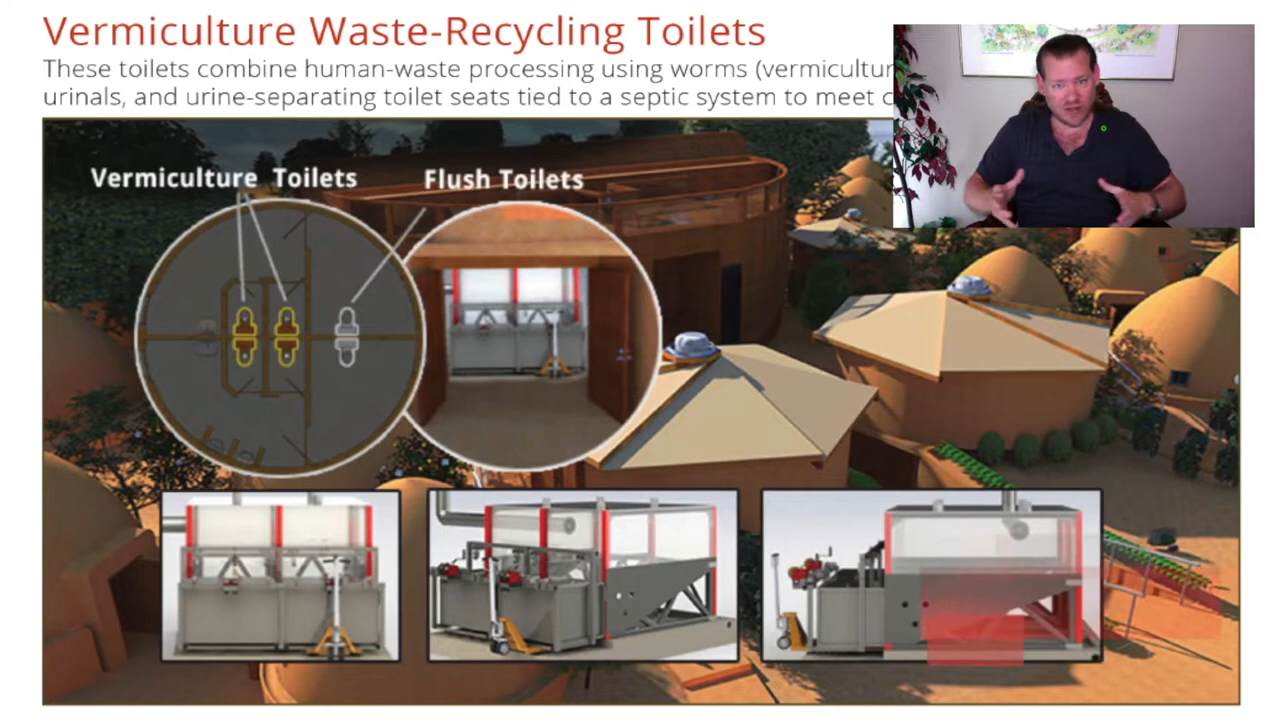 Vermiculture Waste-Recycling Toilets
These toilets combine human-waste processing using worms (vermicultur
urinals, and urine-separating toilet seats tied to a septic system to meet
Vermiculture Toilets
Flush Toilets